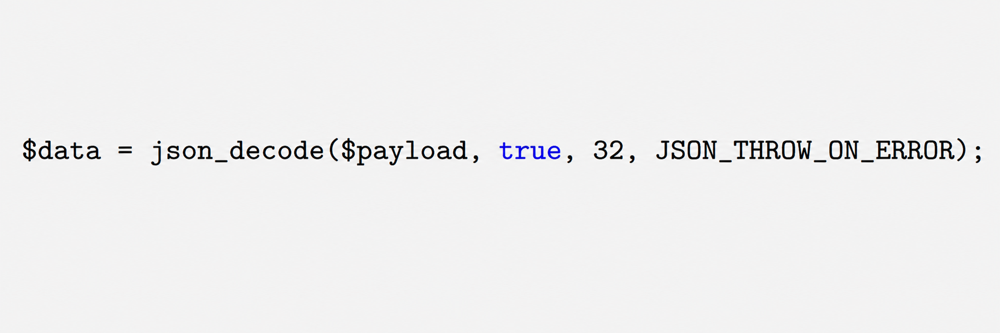 $data = json_decode($payload, true, 32, JSON_THROW_ON_ERROR);